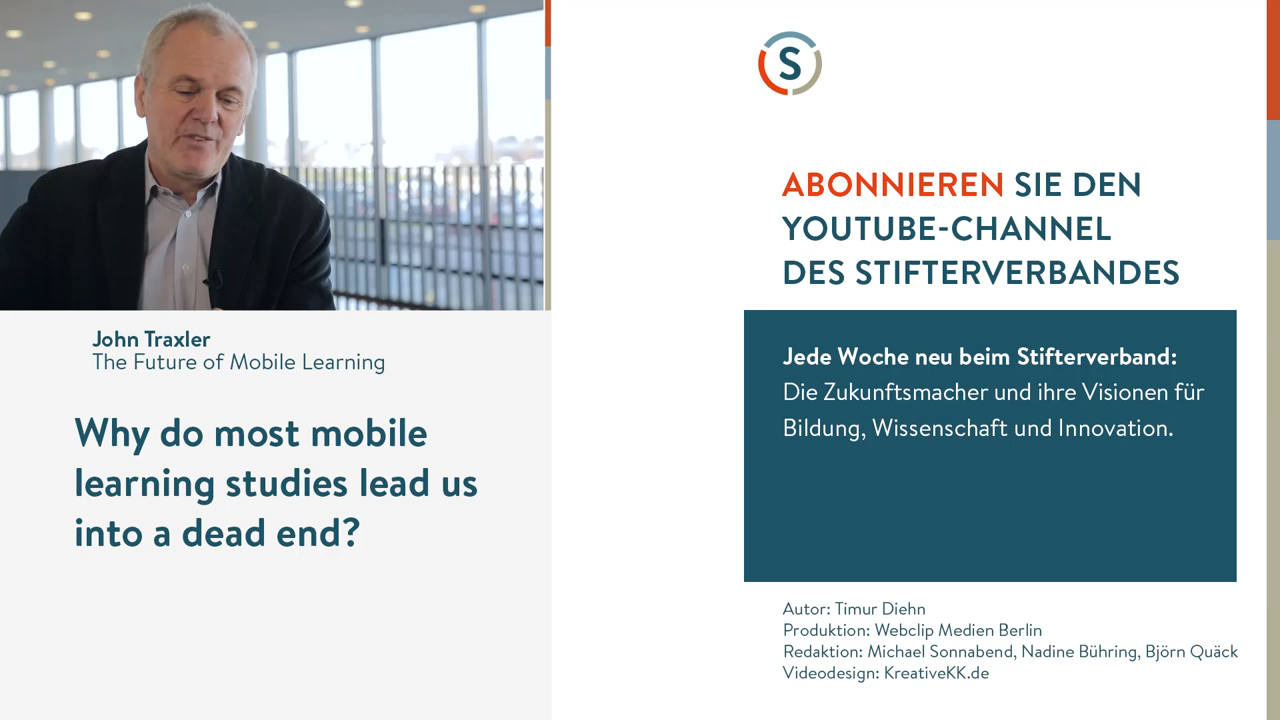 John Traxler
The Future of Mobile Learning
Why do most mobile
learning studies lead us
into a dead end?
S
ABONNIEREN SIE DEN
YOUTUBE-CHANNEL
DES STIFTERVERBANDES
Jede Woche neu beim Stifterverband:
Die Zukunftsmacher und ihre Visionen für
Bildung, Wissenschaft und Innovation.
Autor: Timur Diehn
Produktion: Webclip Medien Berlin
Redaktion: Michael Sonnabend, Nadine Bühring, Björn Quäck
Videodesign: KreativeKK.de